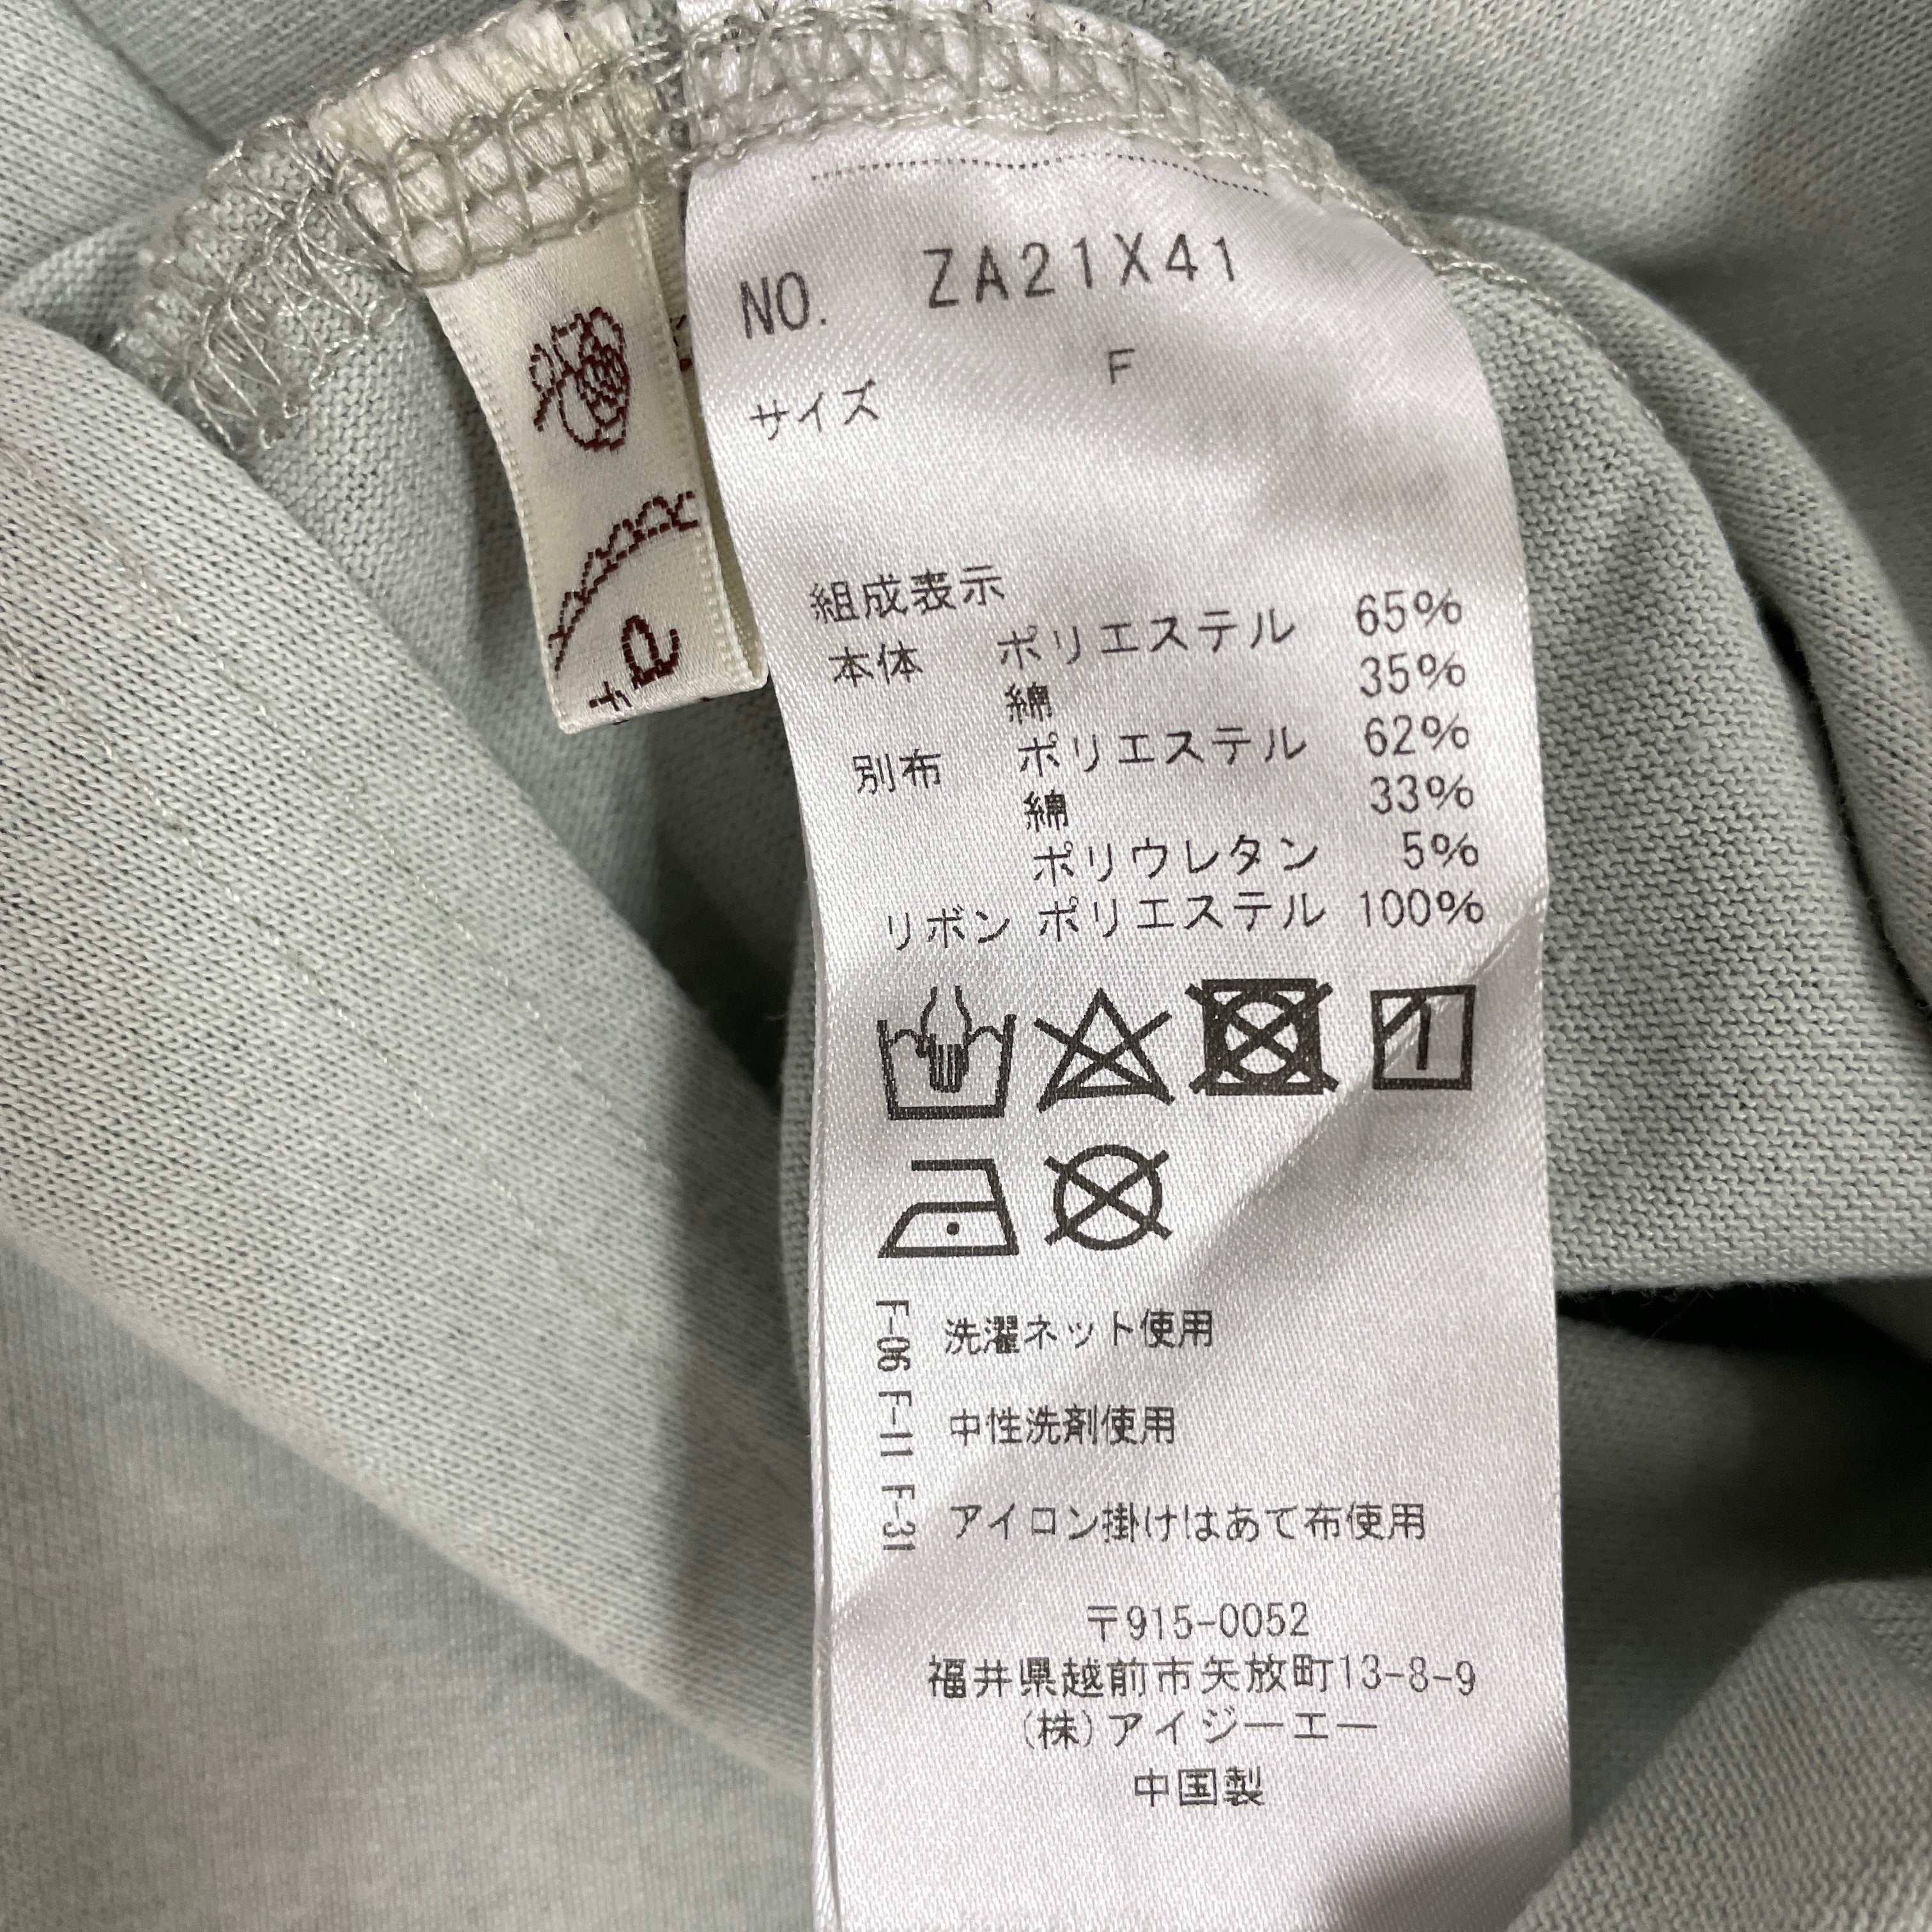 NO. ZA21X41
サイズ F
組成表示
本体 ポリエステル 65%
綿 35%
別布 ポリエステル 62%
綿 33%
ポリウレタン 5%
リボン ポリエステル 100%
F-06 F-11 F-31
洗濯ネット使用
中性洗剤使用
アイロン掛けはあて布使用
〒915-0052
福井県越前市矢放町13-8-9
(株)アイジーエー
中国製